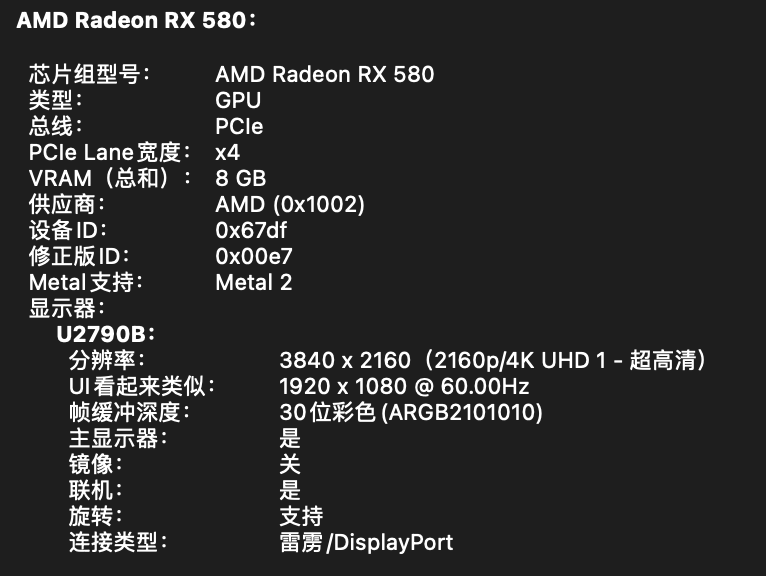 AMD Radeon RX 580：
芯片组型号： AMD Radeon RX 580
类型： GPU
总线： PCIe
PCIe Lane宽度： x4
VRAM（总和）： 8 GB
供应商： AMD (0x1002)
设备ID： 0x67df
修正版ID： 0x00e7
Metal支持： Metal 2
显示器：
U2790B：
分辨率： 3840 x 2160（2160p/4K UHD 1 - 超高清）
UI看起来类似： 1920 x 1080 @ 60.00Hz
帧缓冲深度： 30位彩色 (ARGB2101010)
主显示器： 是
镜像： 关
联机： 是
旋转： 支持
连接类型： 雷雳/DisplayPort